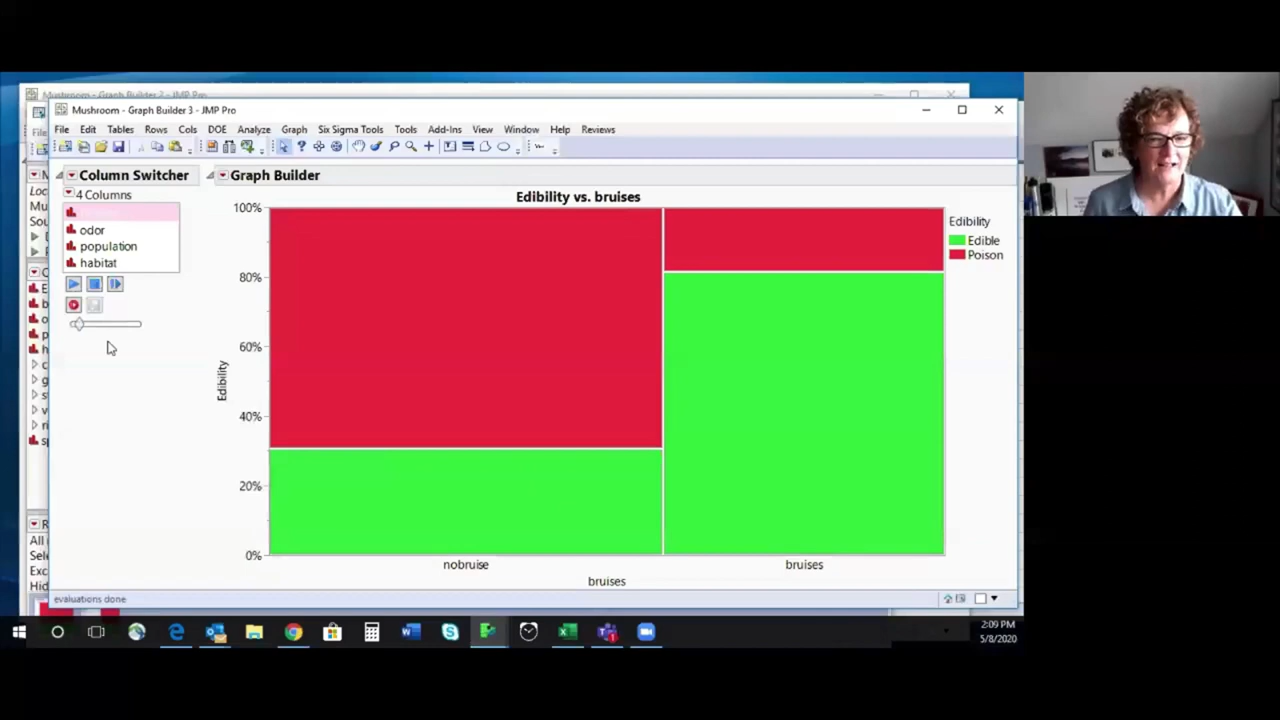 Mushroom - Graph Builder 3 - JMP Pro
File Edit Tables Rows Cols DOE Analyze Graph Six Sigma Tools Tools Add-Ins View Window Help Reviews
Column Switcher
4 Columns
odor
population
habitat
Graph Builder
Edibility vs. bruises
100%
80%
60%
40%
20%
0%
Edibility
nobruise bruises
bruises
Edibility
Edible
Poison
evaluations done
2:09 PM
5/8/2020